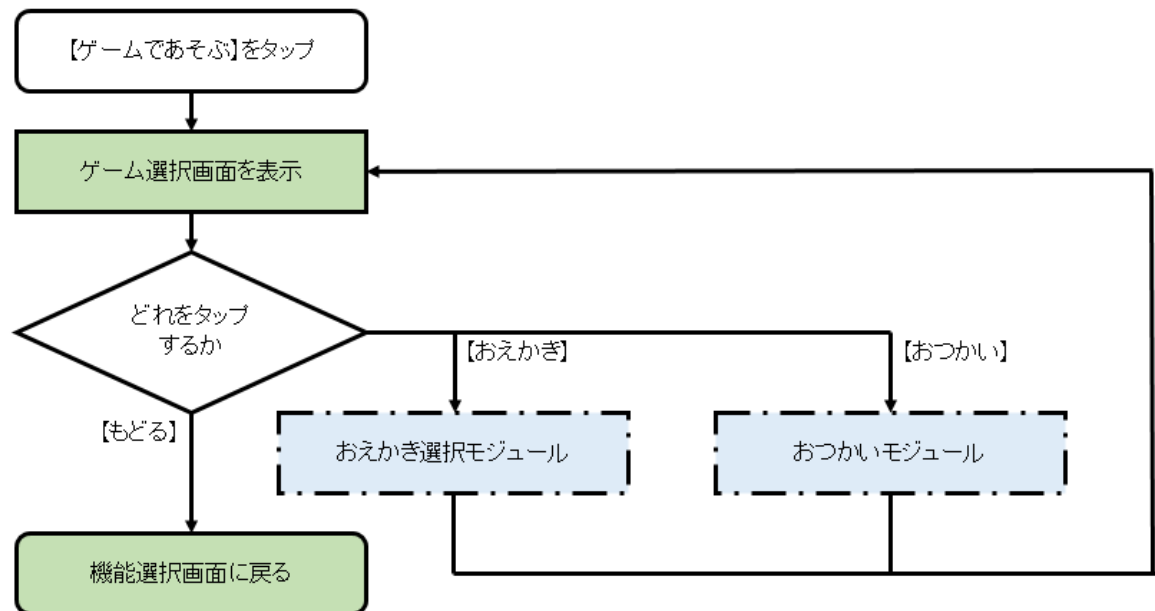 【ゲームであそぶ】をタップ
ゲーム選択画面を表示
どれをタップ
するか
【おえかき】
【おつかい】
【もどる】
おえかき選択モジュール
おつかいモジュール
機能選択画面に戻る